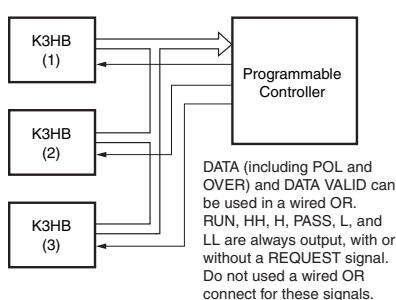 K3HB
(1)
Programmable
Controller
K3HB
(2)
K3HB
(3)
DATA (including POL and
OVER) and DATA VALID can
be used in a wired OR.
RUN, HH, H, PASS, L, and
LL are always output, with or
without a REQUEST signal.
Do not used a wired OR
connect for these signals.